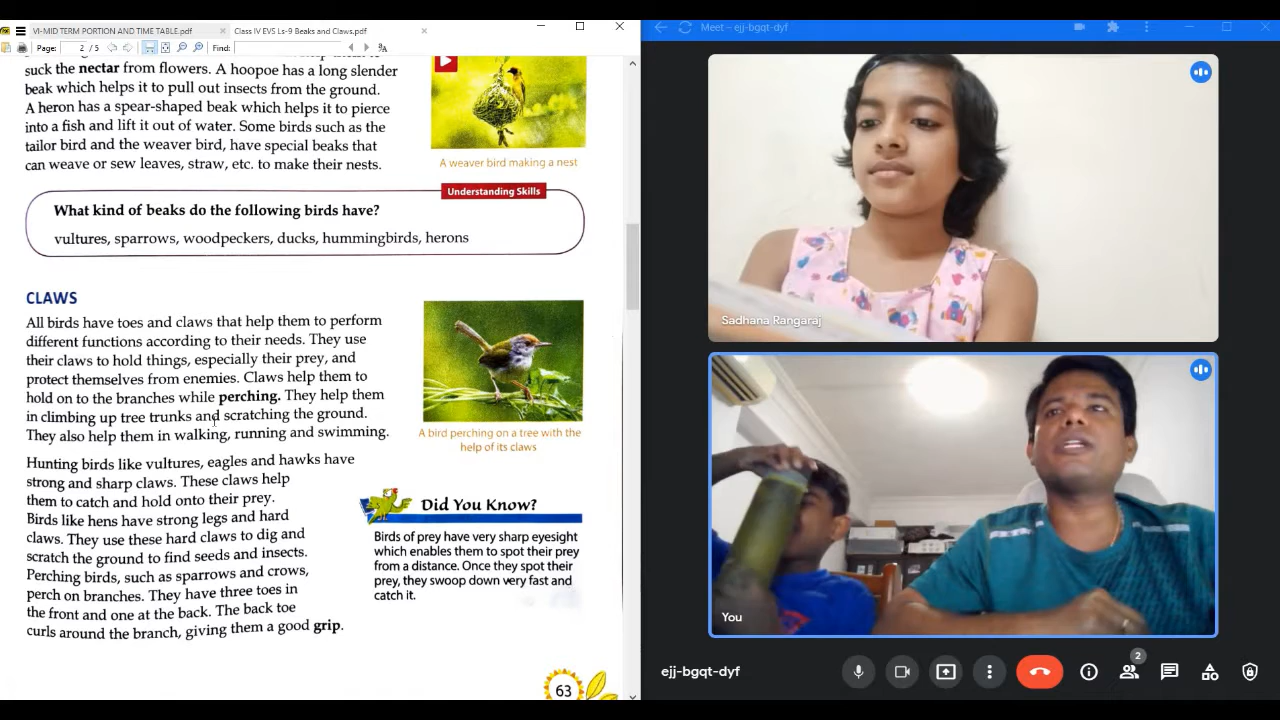 VI-MID TERM PORTION AND TIME TABLE.pdf
Class IV EVS Ls-9 Beaks and Claws.pdf
Page: 2 / 5 Find:
suck the nectar from flowers. A hoopoe has a long slender
beak which helps it to pull out insects from the ground.
A heron has a spear-shaped beak which helps it to pierce
into a fish and lift it out of water. Some birds such as the
tailor bird and the weaver bird, have special beaks that
can weave or sew leaves, straw, etc. to make their nests.
A weaver bird making a nest
Understanding Skills
What kind of beaks do the following birds have?
vultures, sparrows, woodpeckers, ducks, hummingbirds, herons
CLAWS
All birds have toes and claws that help them to perform
different functions according to their needs. They use
their claws to hold things, especially their prey, and
protect themselves from enemies. Claws help them to
hold on to the branches while perching. They help them
in climbing up tree trunks and scratching the ground.
They also help them in walking, running and swimming.
A bird perching on a tree with the
help of its claws
Hunting birds like vultures, eagles and hawks have
strong and sharp claws. These claws help
them to catch and hold onto their prey.
Birds like hens have strong legs and hard
claws. They use these hard claws to dig and
scratch the ground to find seeds and insects.
Perching birds, such as sparrows and crows,
perch on branches. They have three toes in
the front and one at the back. The back toe
curls around the branch, giving them a good grip.
Did You Know?
Birds of prey have very sharp eyesight
which enables them to spot their prey
from a distance. Once they spot their
prey, they swoop down very fast and
catch it.
63
Meet – ejj-bgqt-dyf
Sadhana Rangaraj
You
ejj-bgqt-dyf
2